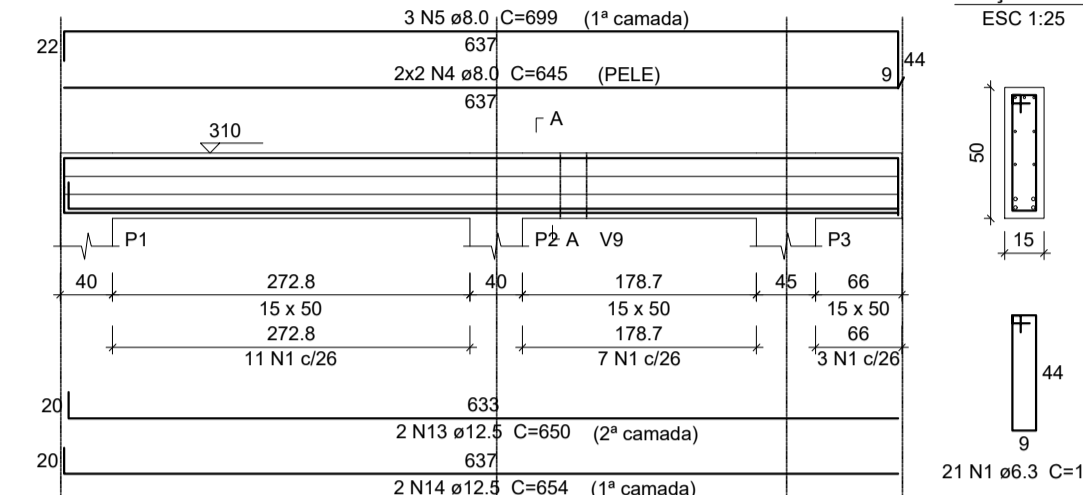 3 N5 ø8.0 C=699 (1ª camada)
ESC 1:25
22
637
44
2x2 N4 ø8.0 C=645 (PELE)
9
637
A
310
50
P1
P2
A
V9
P3
15
40
272.8
40
178.7
45
66
15 x 50
15 x 50
15 x 50
272.8
178.7
66
11 N1 c/26
7 N1 c/26
3 N1 c/26
44
20
633
2 N13 ø12.5 C=650 (2ª camada)
9
20
637
21 N1 ø6.3 C=1
2 N14 ø12.5 C=654 (1ª camada)